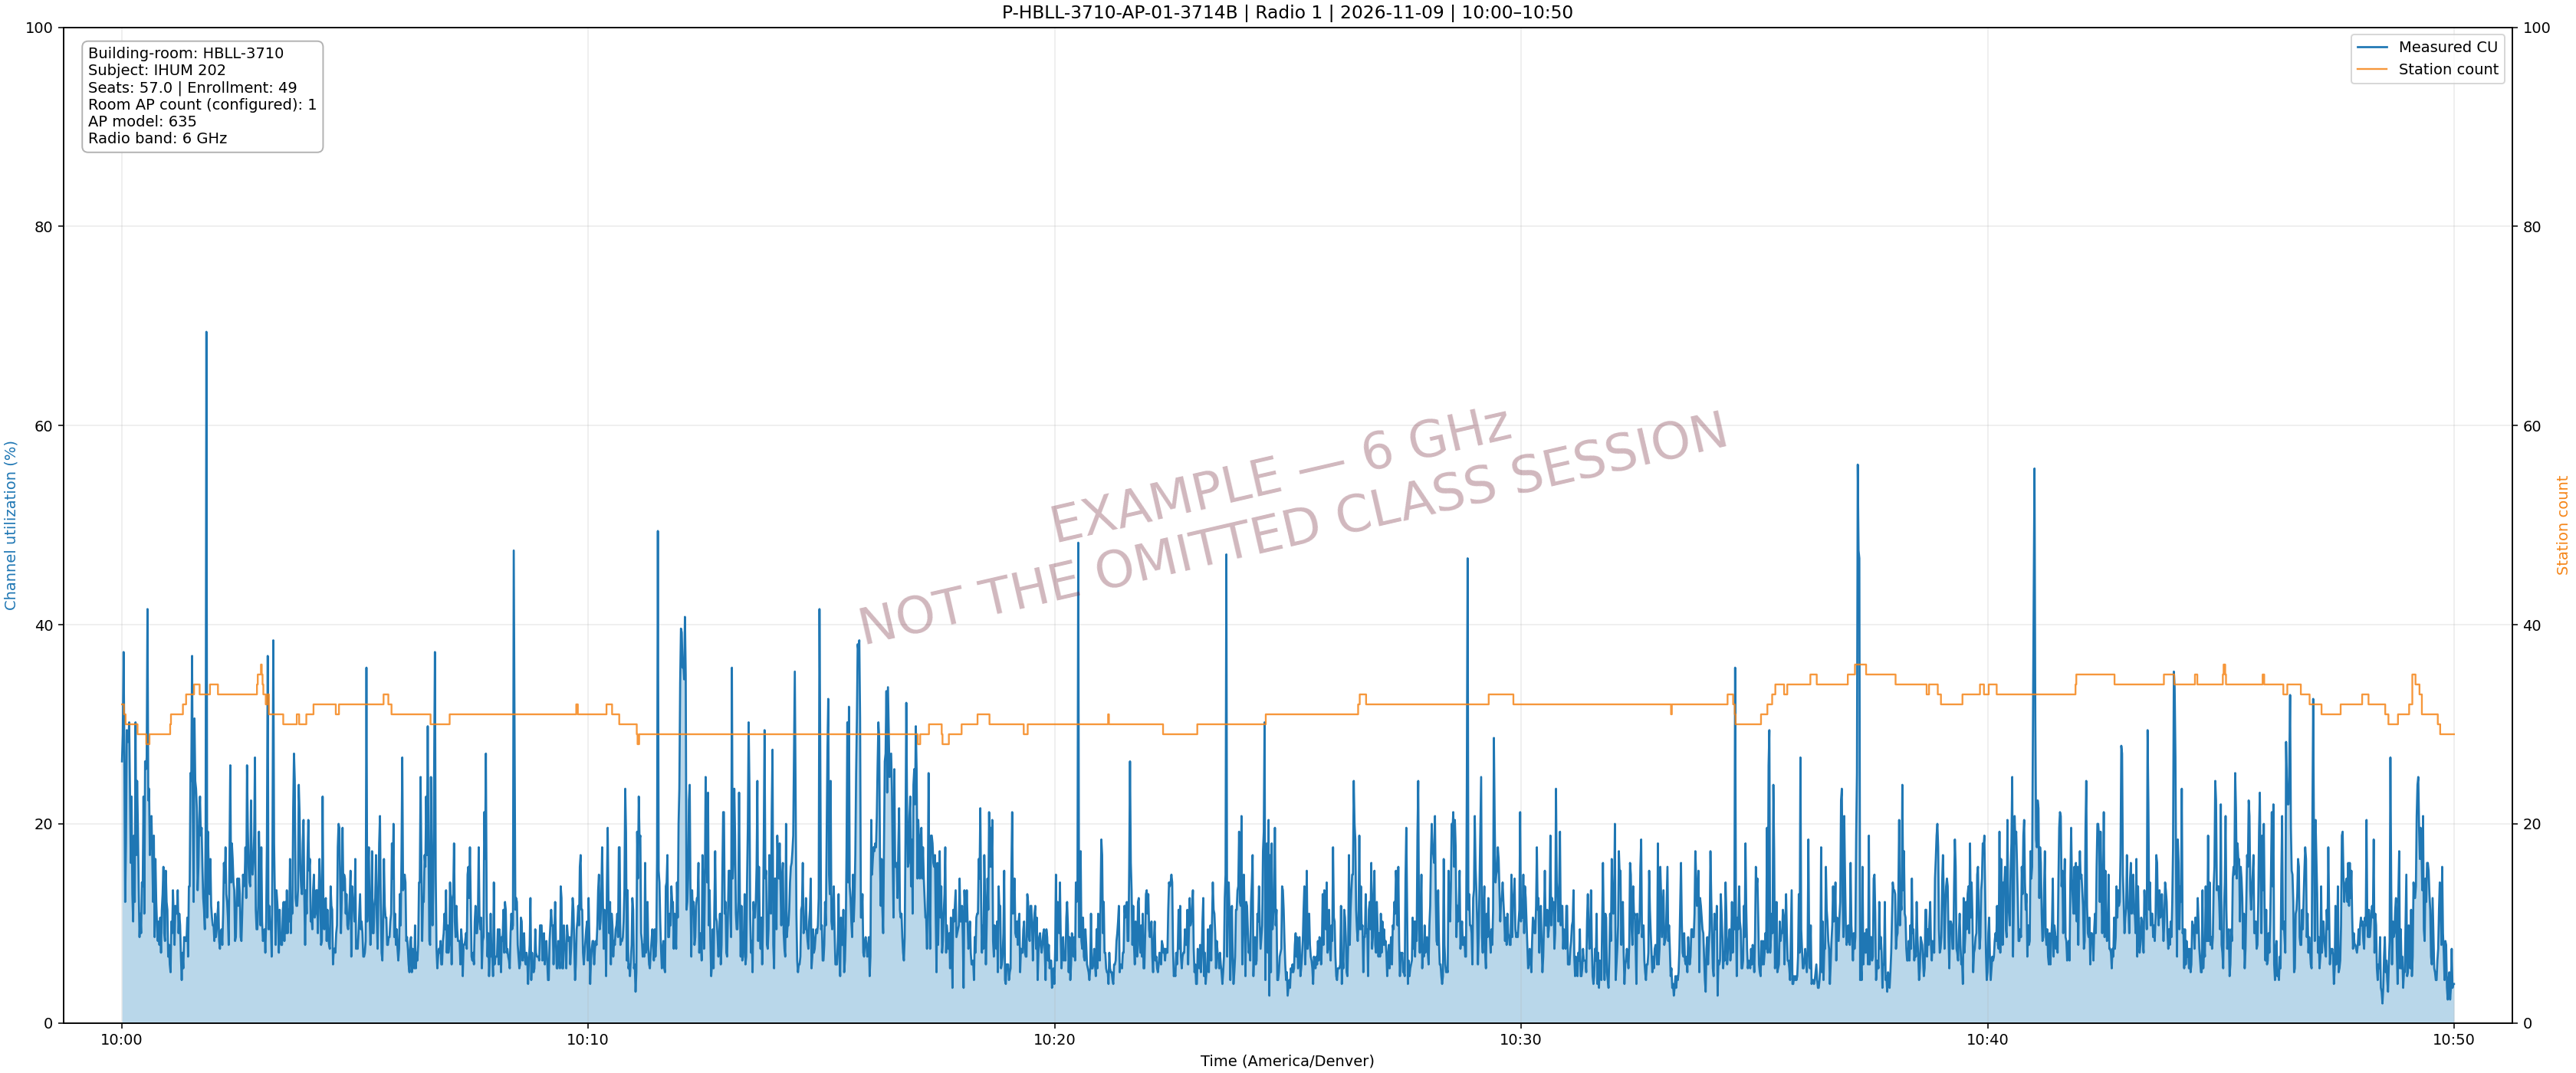 P-HBLL-3710-AP-01-3714B | Radio 1 | 2026-11-09 | 10:00–10:50
Building-room: HBLL-3710
Subject: IHUM 202
Seats: 57.0 | Enrollment: 49
Room AP count (configured): 1
AP model: 635
Radio band: 6 GHz
Measured CU
Station count
100
80
60
40
20
0
Channel utilization (%)
EXAMPLE — 6 GHz
NOT THE OMITTED CLASS SESSION
100
80
60
40
20
0
Station count
10:00
10:10
10:20
10:30
10:40
10:50
Time (America/Denver)